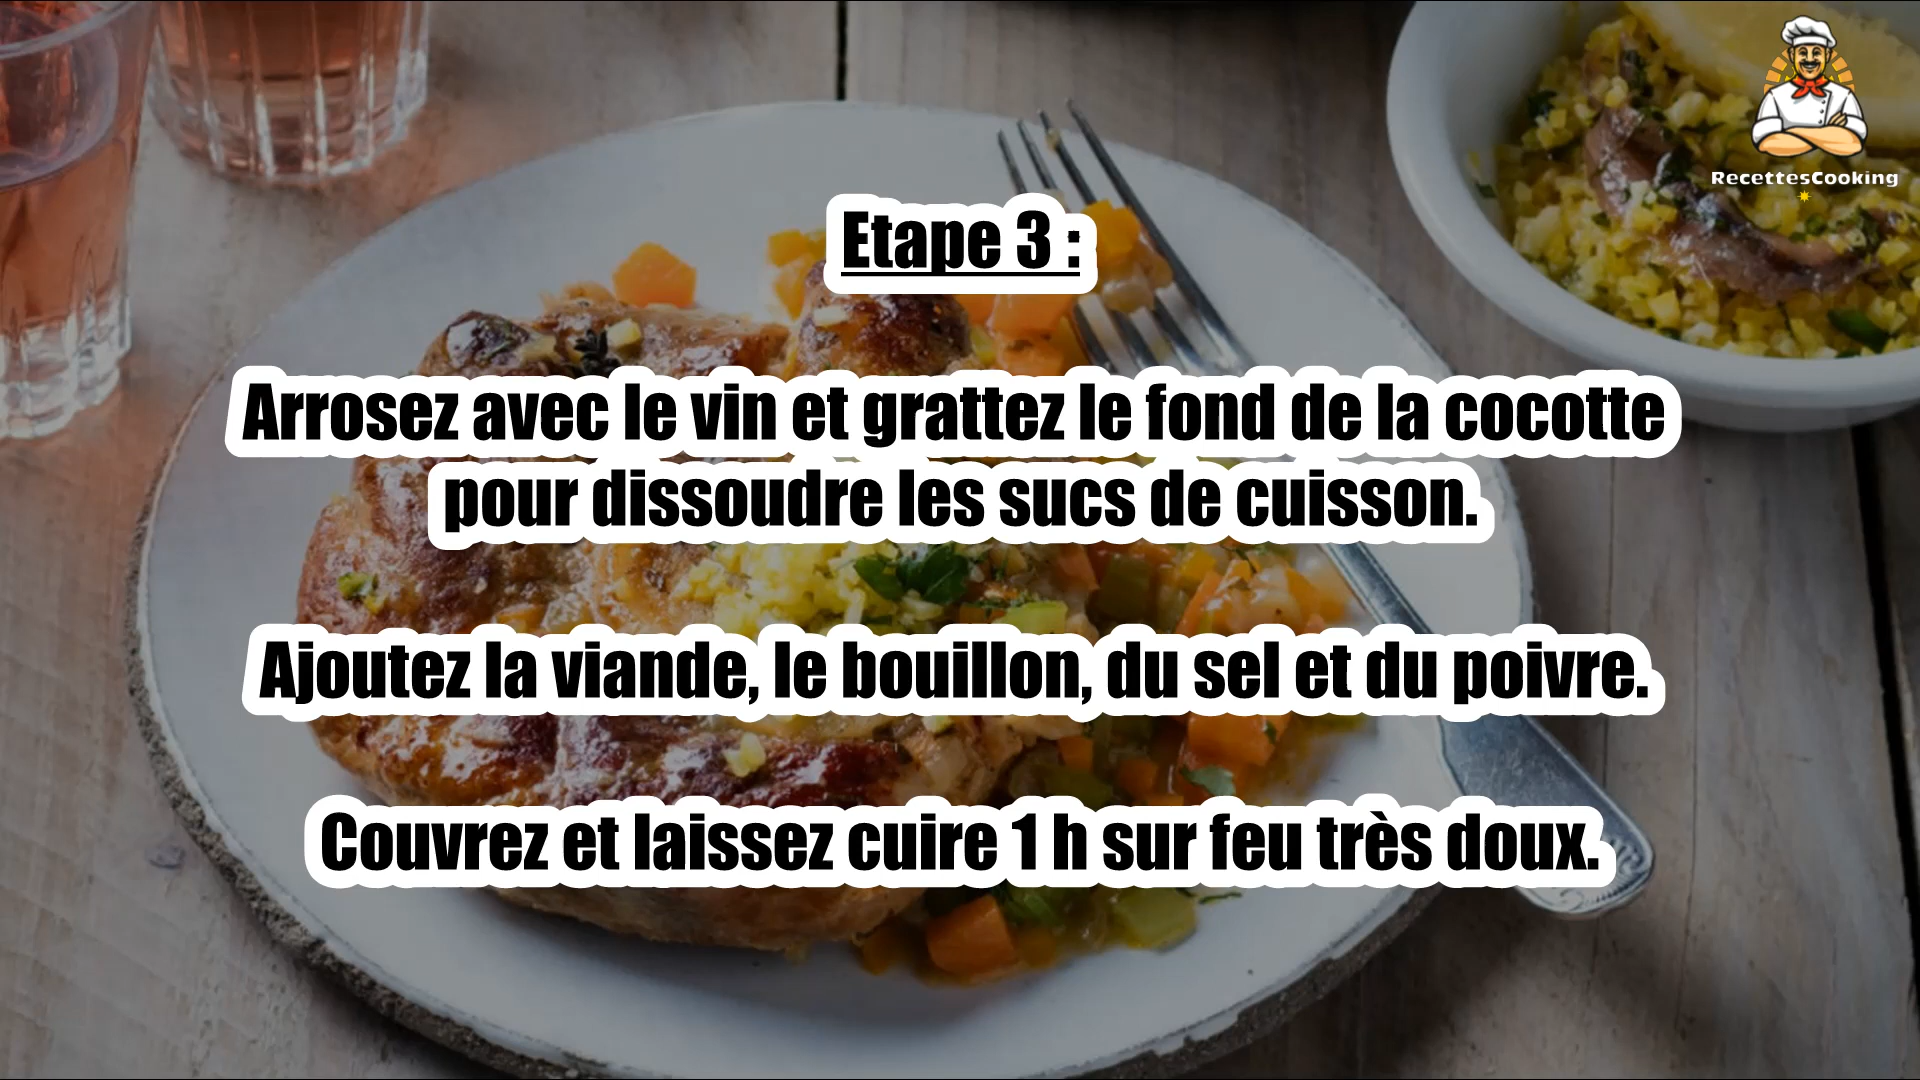 RecettesCooking
Etape 3 :
Arrosez avec le vin et grattez le fond de la cocotte
pour dissoudre les sucs de cuisson.
Ajoutez la viande, le bouillon, du sel et du poivre.
Couvrez et laissez cuire 1 h sur feu très doux.